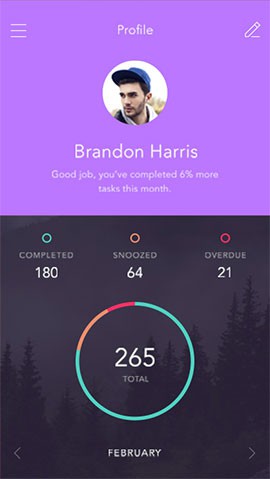 Profile
Brandon Harris
Good job, you've completed 6% more
tasks this month.
COMPLETED SNOOZED OVERDUE
180 64 21
265
TOTAL
FEBRUARY